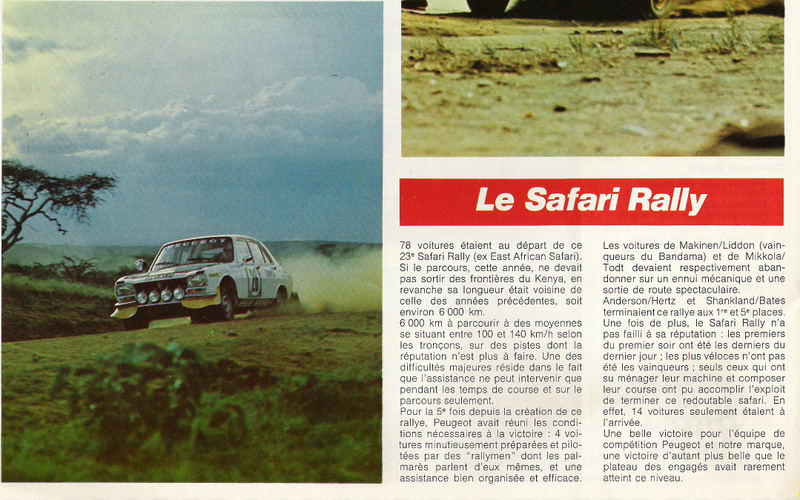 PEUGEOT
14
Le Safari Rally
78 voitures étaient au départ de ce
23e Safari Rally (ex East African Safari).
Si le parcours, cette année, ne devait
pas sortir des frontières du Kenya, en
revanche sa longueur était voisine de
celle des années précédentes, soit
environ 6 000 km.
6 000 km à parcourir à des moyennes
se situant entre 100 et 140 km/h selon
les tronçons, sur des pistes dont la
réputation n'est plus à faire. Une des
difficultés majeures réside dans le fait
que l'assistance ne peut intervenir que
pendant les temps de course et sur le
parcours seulement.
Pour la 5e fois depuis la création de ce
rallye, Peugeot avait réuni les condi-
tions nécessaires à la victoire : 4 voi-
tures minutieusement préparées et pilo-
tées par des "rallymen" dont les pal-
marès parlent d'eux mêmes, et une
assistance bien organisée et efficace.
Les voitures de Makinen/Liddon (vain-
queurs du Bandama) et de Mikkola/
Todt devaient respectivement aban-
donner sur un ennui mécanique et une
sortie de route spectaculaire.
Anderson/Hertz et Shankland/Bates
terminaient ce rallye aux 1res et 5e places.
Une fois de plus, le Safari Rally n'a
pas failli à sa réputation : les premiers
du premier soir ont été les derniers du
dernier jour ; les plus véloces n'ont pas
été les vainqueurs ; seuls ceux qui ont
su ménager leur machine et composer
leur course ont pu accomplir l'exploit
de terminer ce redoutable safari. En
effet, 14 voitures seulement étaient à
l'arrivée.
Une belle victoire pour l'équipe de
compétition Peugeot et notre marque,
une victoire d'autant plus belle que le
plateau des engagés avait rarement
atteint ce niveau.